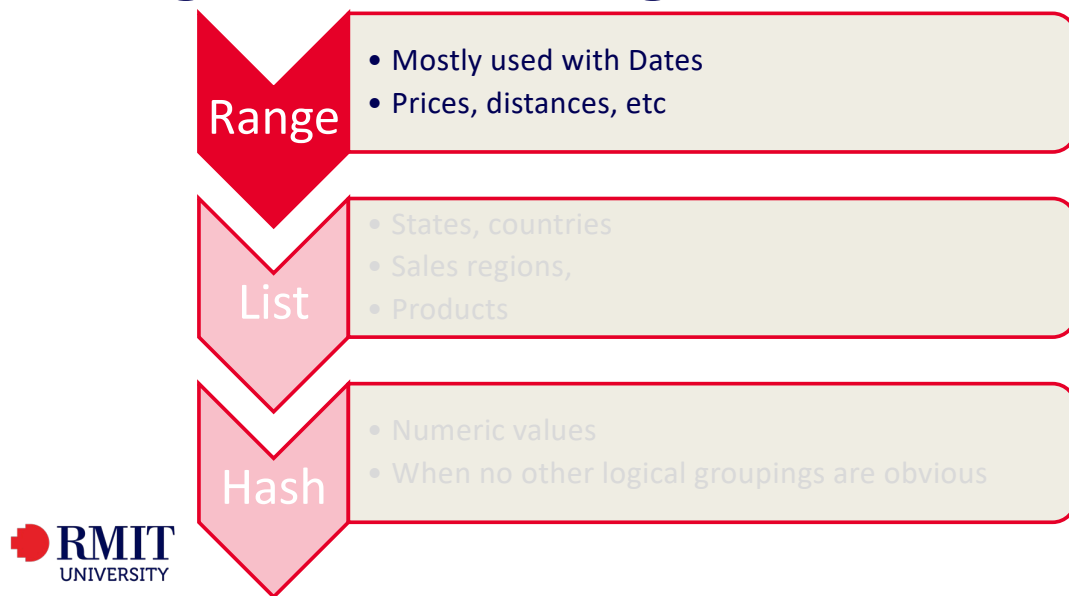 Range
• Mostly used with Dates
• Prices, distances, etc
List
• States, countries
• Sales regions,
• Products
Hash
• Numeric values
• When no other logical groupings are obvious
RMIT
UNIVERSITY